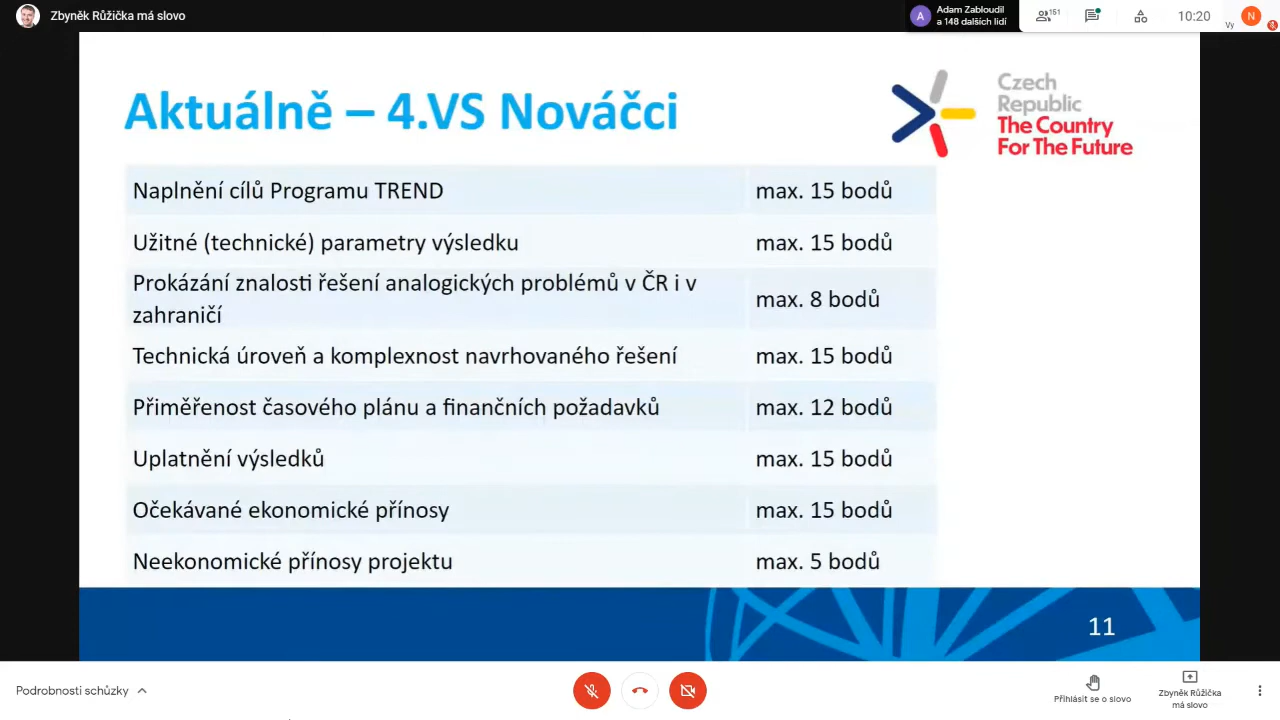 Zbyněk Růžička má slovo
A
Adam Zabloudil
a 148 dalších lidí
151
10:20
Vy
N
Aktuálně – 4.VS Nováčci
Czech
Republic
The Country
For The Future
Naplnění cílů Programu TREND max. 15 bodů
Užitné (technické) parametry výsledku max. 15 bodů
Prokázání znalosti řešení analogických problémů v ČR i v
zahraničí max. 8 bodů
Technická úroveň a komplexnost navrhovaného řešení max. 15 bodů
Přiměřenost časového plánu a finančních požadavků max. 12 bodů
Uplatnění výsledků max. 15 bodů
Očekávané ekonomické přínosy max. 15 bodů
Neekonomické přínosy projektu max. 5 bodů
11
Podrobnosti schůzky
Přihlásit se o slovo
Zbyněk Růžička
má slovo